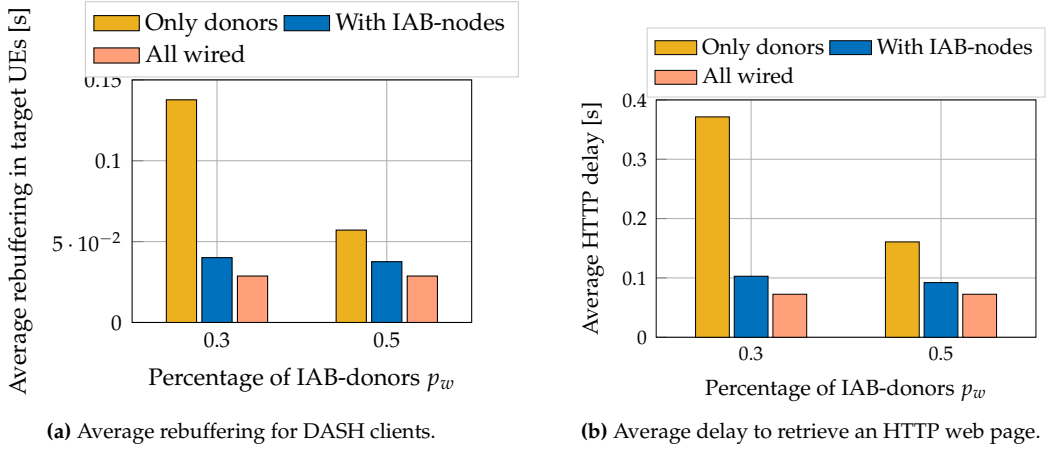 Average rebuffering in target UEs [s]
Only donors
With IAB-nodes
All wired
0.15
0.1
5 · 10−2
0
0.3
0.5
Percentage of IAB-donors pw
(a) Average rebuffering for DASH clients.
Average HTTP delay [s]
Only donors
With IAB-nodes
All wired
0.4
0.3
0.2
0.1
0
0.3
0.5
Percentage of IAB-donors pw
(b) Average delay to retrieve an HTTP web page.